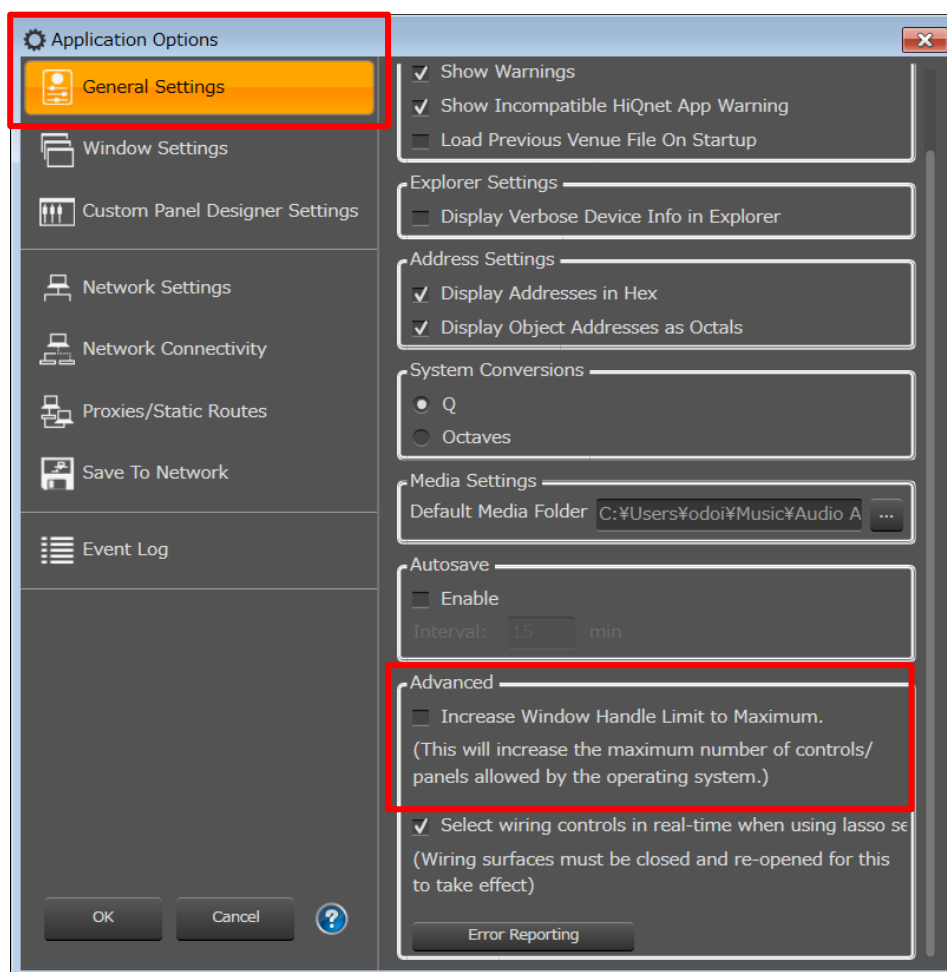 Application Options
General Settings
Window Settings
Custom Panel Designer Settings
Network Settings
Network Connectivity
Proxies/Static Routes
Save To Network
Event Log
OK
Cancel
Show Warnings
Show Incompatible HiQnet App Warning
Load Previous Venue File On Startup
Explorer Settings
Display Verbose Device Info in Explorer
Address Settings
Display Addresses in Hex
Display Object Addresses as Octals
System Conversions
Q
Octaves
Media Settings
Default Media Folder C:¥Users¥odoi¥Music¥Audio A ...
Autosave
Enable
Interval: 15 min
Advanced
Increase Window Handle Limit to Maximum.
(This will increase the maximum number of controls/
panels allowed by the operating system.)
Select wiring controls in real-time when using lasso se
(Wiring surfaces must be closed and re-opened for this
to take effect)
Error Reporting